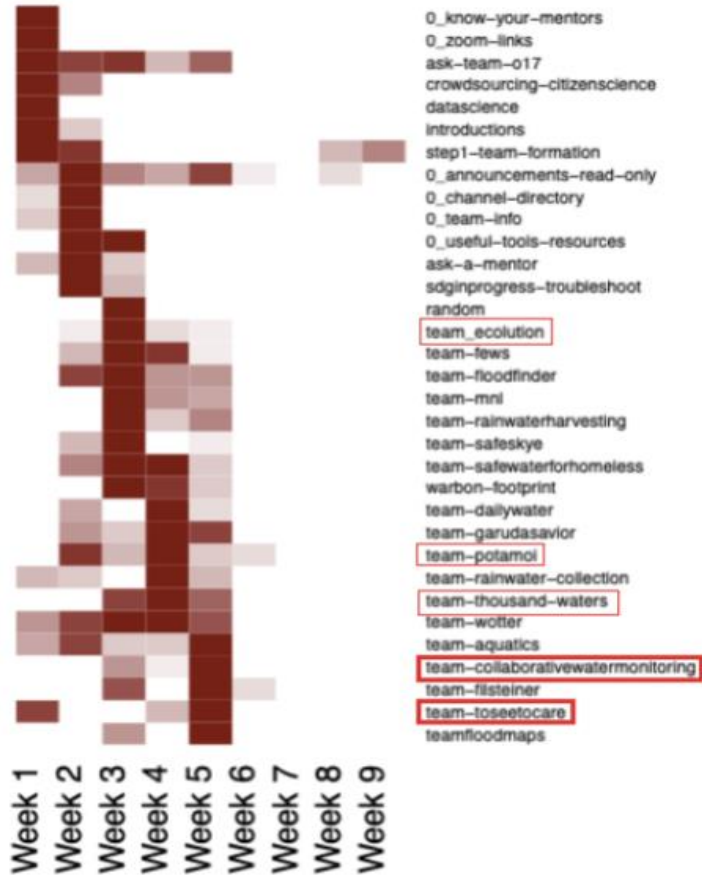 0_know-your-mentors
0_zoom-links
ask-team-o17
crowdsourcing-citizenscience
datascience
introductions
step1-team-formation
0_announcements-read-only
0_channel-directory
0_team-info
0_useful-tools-resources
ask-a-mentor
sdginprogress-troubleshoot
random
team_ecolution
team-fews
team-floodfinder
team-mnl
team-rainwaterharvesting
team-safeskye
team-safewaterforhomeless
warbon-footprint
team-dailywater
team-garudasavior
team-potamoi
team-rainwater-collection
team-thousand-waters
team-wotter
team-aquatics
team-collaborativewatermonitoring
team-filsteiner
team-toseetocare
teamfloodmaps
Week 1
Week 2
Week 3
Week 4
Week 5
Week 6
Week 7
Week 8
Week 9